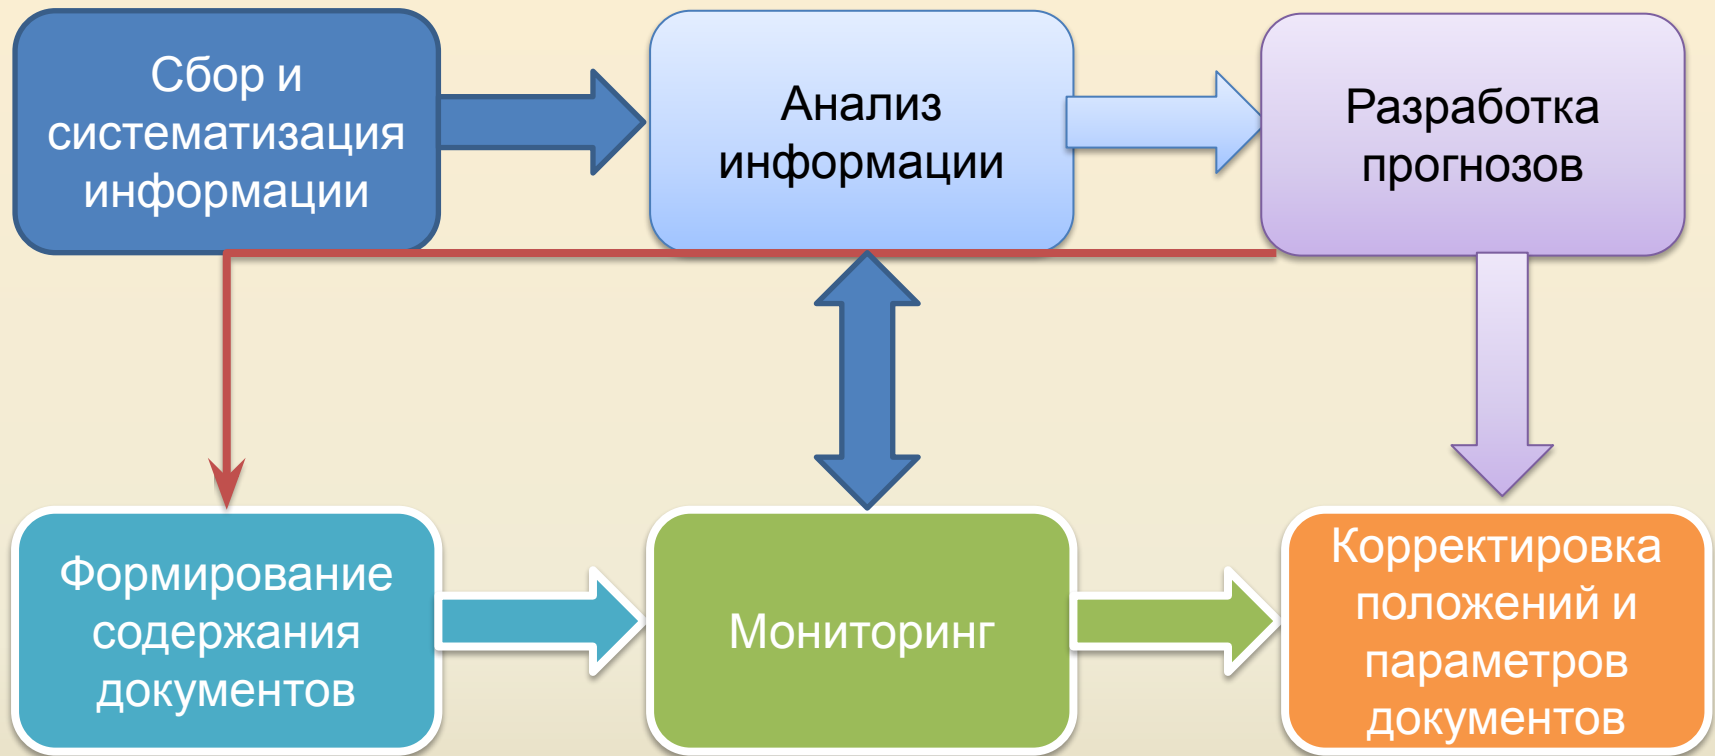 Сбор и
систематизация
информации
Анализ
информации
Разработка
прогнозов
Формирование
содержания
документов
Мониторинг
Корректировка
положений и
параметров
документов